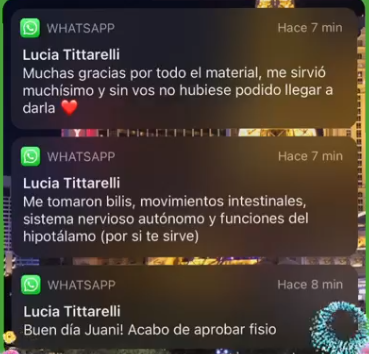 WHATSAPP Hace 7 min
Lucia Tittarelli
Muchas gracias por todo el material, me sirvió
muchísimo y sin vos no hubiese podido llegar a
darla ❤️
WHATSAPP Hace 7 min
Lucia Tittarelli
Me tomaron bilis, movimientos intestinales,
sistema nervioso autónomo y funciones del
hipotálamo (por si te sirve)
WHATSAPP Hace 8 min
Lucia Tittarelli
Buen día Juani! Acabo de aprobar fisio